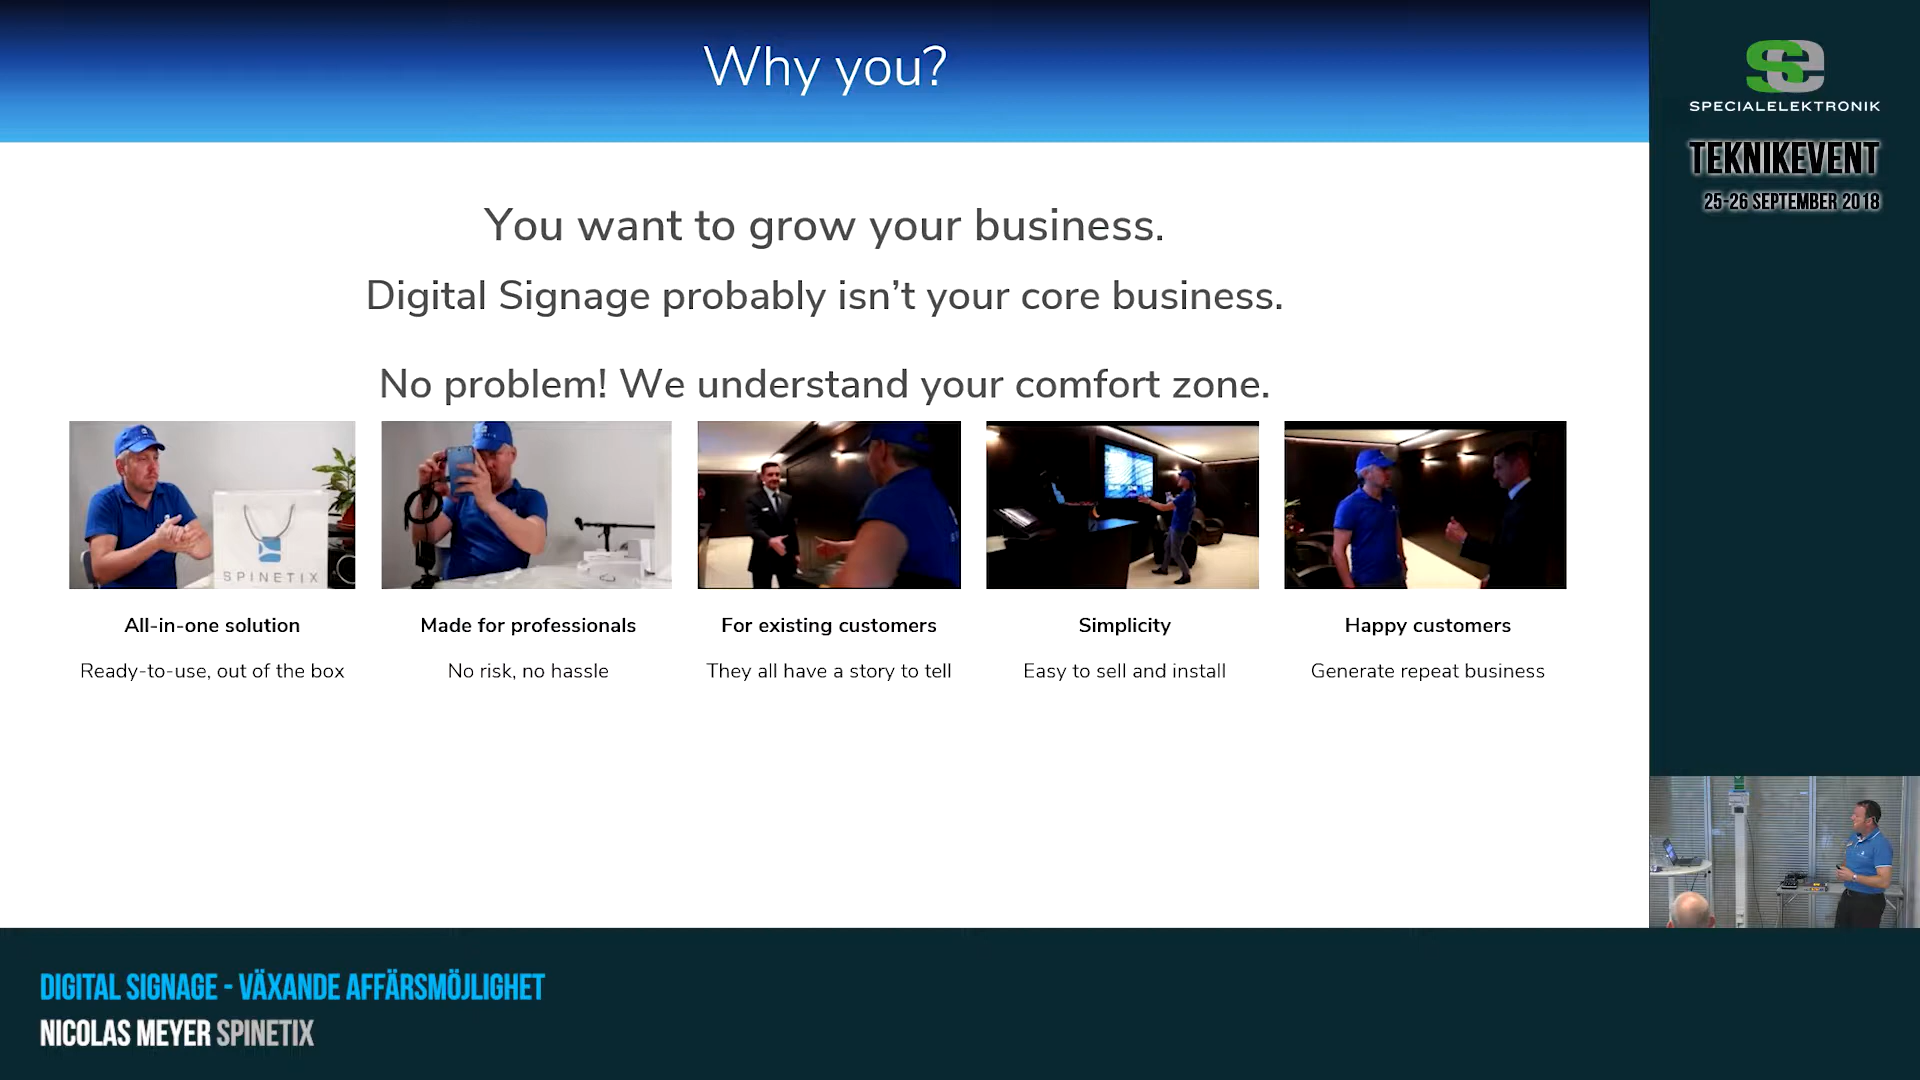 Why you?
You want to grow your business.
Digital Signage probably isn’t your core business.
No problem! We understand your comfort zone.
SPINETIX
All-in-one solution
Ready-to-use, out of the box
Made for professionals
No risk, no hassle
For existing customers
They all have a story to tell
Simplicity
Easy to sell and install
Happy customers
Generate repeat business
se
SPECIALELEKTRONIK
TEKNIKEVENT
25-26 SEPTEMBER 2018
DIGITAL SIGNAGE - VÄXANDE AFFÄRSMÖJLIGHET
NICOLAS MEYER SPINETIX